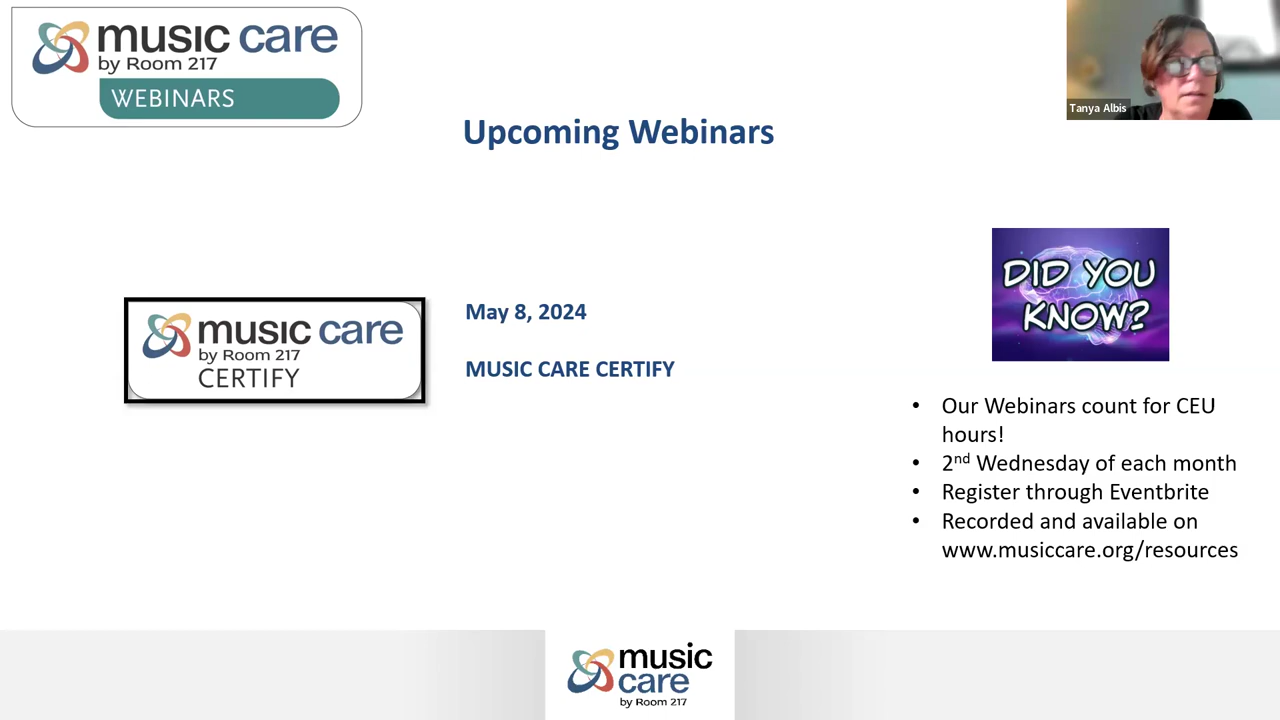 music care
by Room 217
WEBINARS
Tanya Albis
Upcoming Webinars
music care
by Room 217
CERTIFY
May 8, 2024
MUSIC CARE CERTIFY
DID YOU
KNOW?
• Our Webinars count for CEU
hours!
• 2nd Wednesday of each month
• Register through Eventbrite
• Recorded and available on
www.musiccare.org/resources
music
care
by Room 217